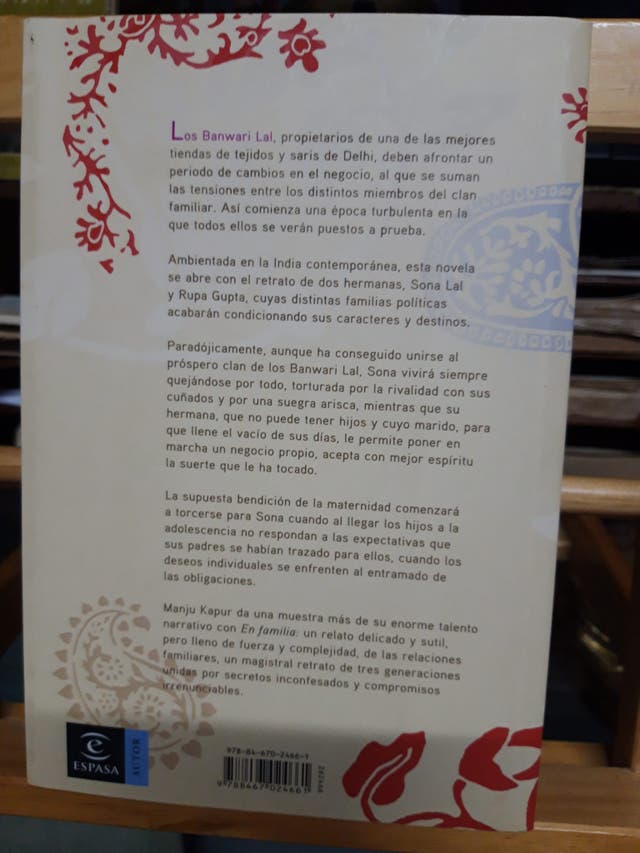 Los Banwari Lal, propietarios de una de las mejores
tiendas de tejidos y saris de Delhi, deben afrontar un
periodo de cambios en el negocio, al que se suman
las tensiones entre los distintos miembros del clan
familiar. Así comienza una época turbulenta en la
que todos ellos se verán puestos a prueba.
Ambientada en la India contemporánea, esta novela
se abre con el retrato de dos hermanas, Sona Lal
y Rupa Gupta, cuyas distintas familias políticas
acabarán condicionando sus caracteres y destinos.
Paradójicamente, aunque ha conseguido unirse al
próspero clan de los Banwari Lal, Sona vivirá siempre
quejándose por todo, torturada por la rivalidad con sus
cuñados y por una suegra arisca, mientras que su
hermana, que no puede tener hijos y cuyo marido, para
que llene el vacío de sus días, le permite poner en
marcha un negocio propio, acepta con mejor espíritu
la suerte que le ha tocado.
La supuesta bendición de la maternidad comenzará
a torcerse para Sona cuando al llegar los hijos a la
adolescencia no respondan a las expectativas que
sus padres se habían trazado para ellos, cuando los
deseos individuales se enfrenten al entramado de
las obligaciones.
Manju Kapur da una muestra más de su enorme talento
narrativo con En familia: un relato delicado y sutil,
pero lleno de fuerza y complejidad, de las relaciones
familiares, un magistral retrato de tres generaciones
unidas por secretos inconfesados y compromisos
irrenunciables.
e
ESPASA
AUTOR
978-84-670-2466-1
9788467024661